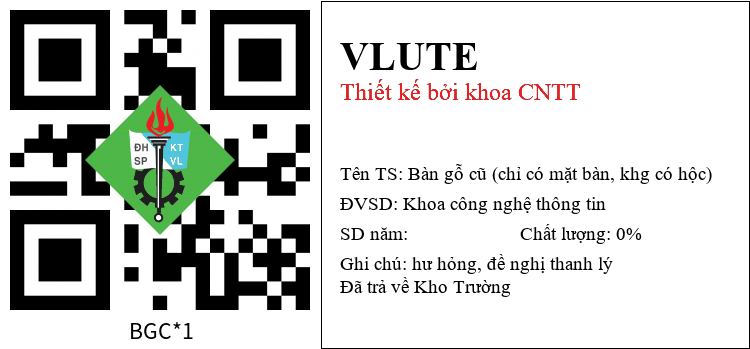 ĐH KT
SP VL
BGC*1
VLUTE
Thiết kế bởi khoa CNTT
Tên TS: Bàn gỗ cũ (chỉ có mặt bàn, khg có hộc)
ĐVSD: Khoa công nghệ thông tin
SD năm: Chất lượng: 0%
Ghi chú: hư hỏng, đề nghị thanh lý
Đã trả về Kho Trường